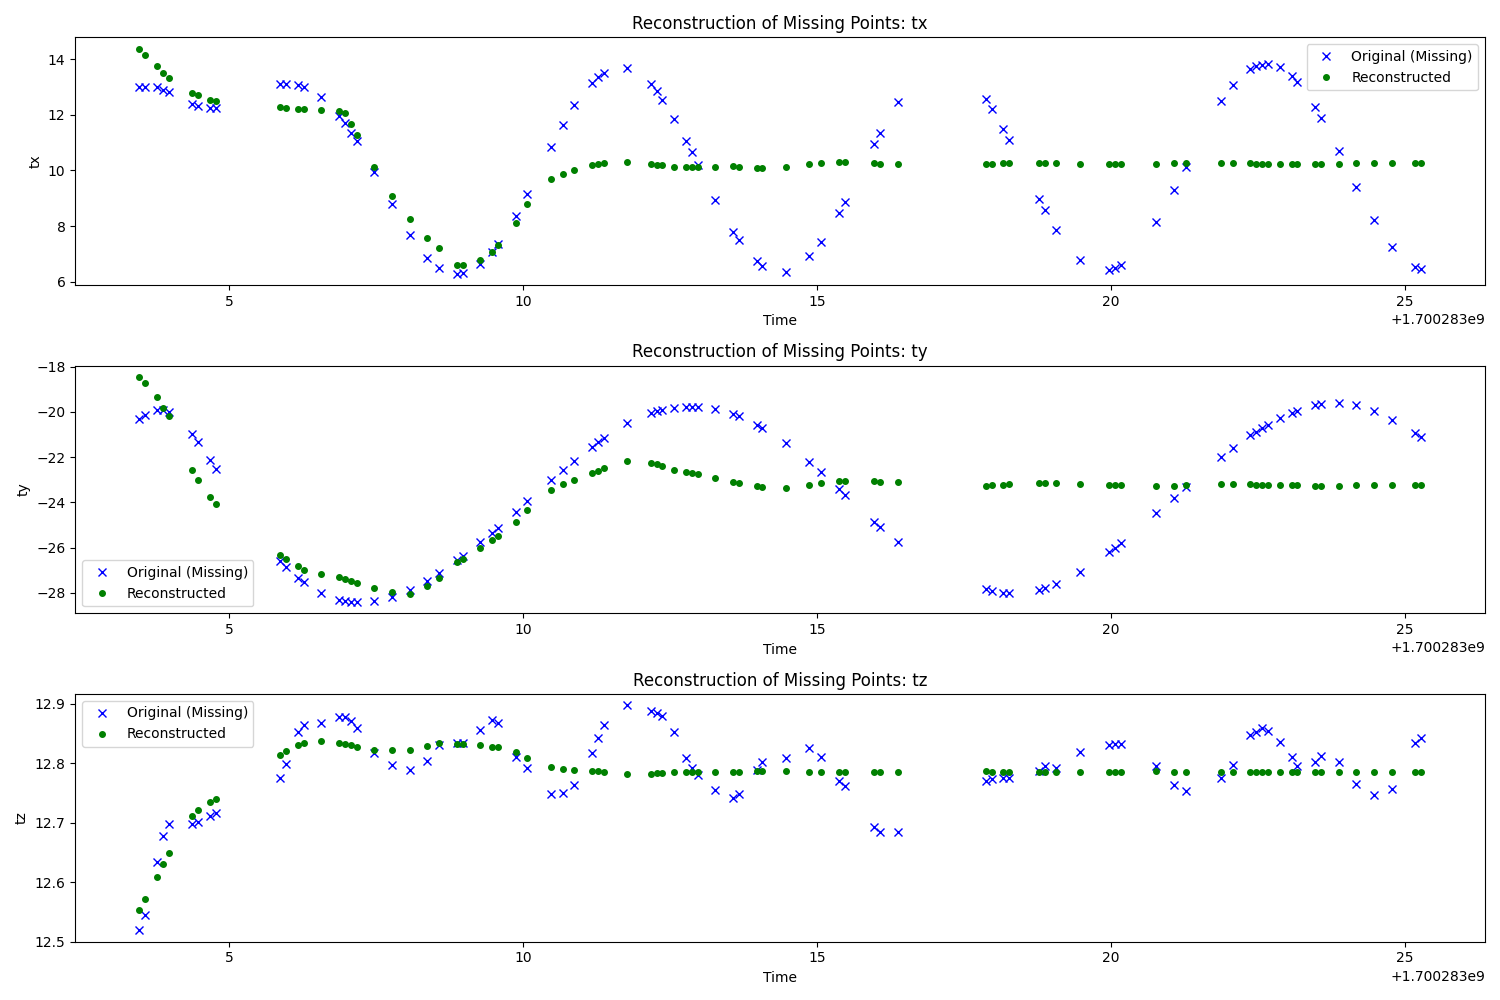 Reconstruction of Missing Points: tx
14
12
10
8
6
tx
Original (Missing)
Reconstructed
5 10 15 20 25
Time
+1.700283e9
Reconstruction of Missing Points: ty
−18
−20
−22
−24
−26
−28
ty
Original (Missing)
Reconstructed
5 10 15 20 25
Time
+1.700283e9
Reconstruction of Missing Points: tz
12.9
12.8
12.7
12.6
12.5
tz
Original (Missing)
Reconstructed
5 10 15 20 25
Time
+1.700283e9